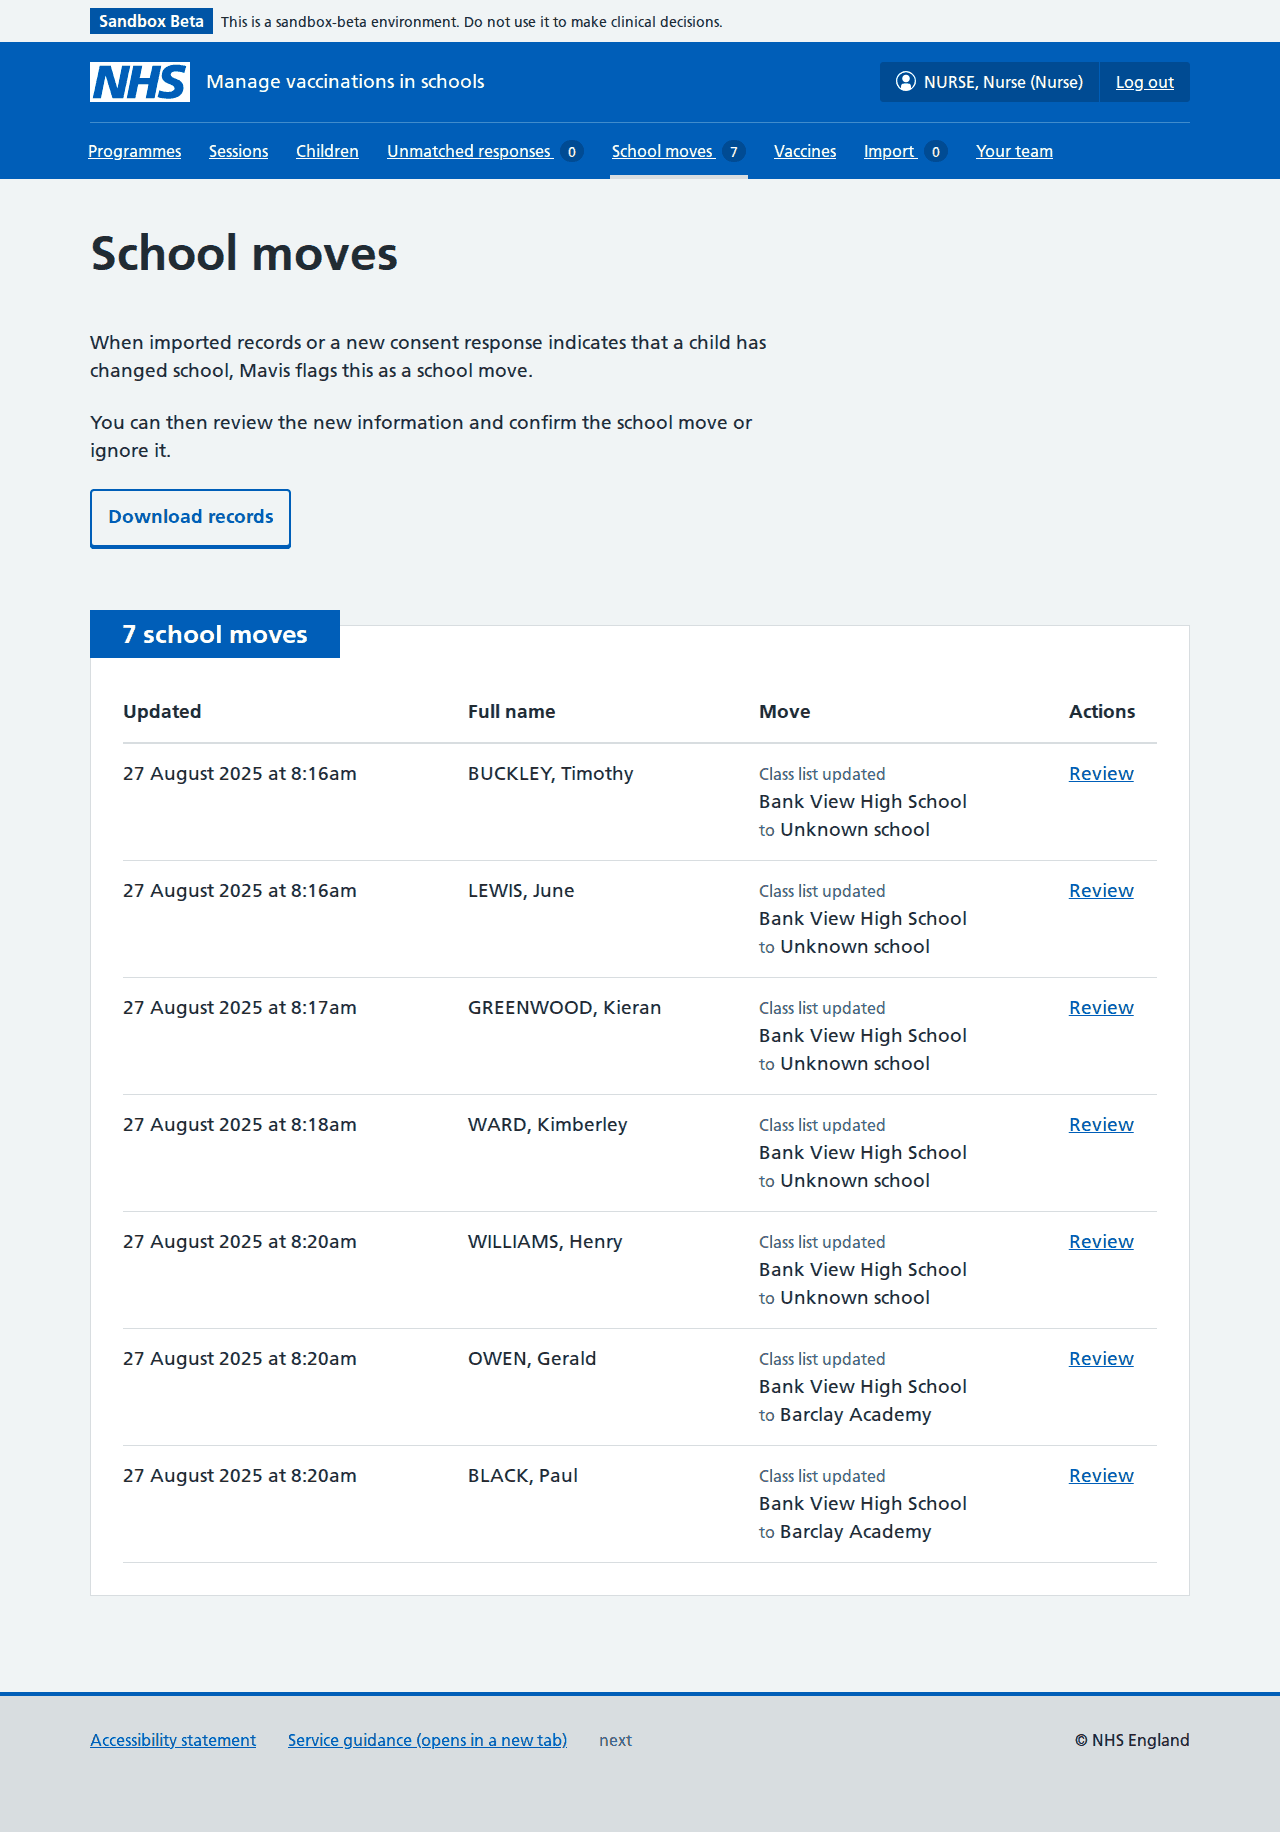 Sandbox Beta This is a sandbox-beta environment. Do not use it to make clinical decisions.
NHS Manage vaccinations in schools NURSE, Nurse (Nurse) Log out
Programmes Sessions Children Unmatched responses 0 School moves 7 Vaccines Import 0 Your team
School moves
When imported records or a new consent response indicates that a child has
changed school, Mavis flags this as a school move.
You can then review the new information and confirm the school move or
ignore it.
Download records
7 school moves
Updated Full name Move Actions
27 August 2025 at 8:16am BUCKLEY, Timothy Class list updated Review
Bank View High School
to Unknown school
27 August 2025 at 8:16am LEWIS, June Class list updated Review
Bank View High School
to Unknown school
27 August 2025 at 8:17am GREENWOOD, Kieran Class list updated Review
Bank View High School
to Unknown school
27 August 2025 at 8:18am WARD, Kimberley Class list updated Review
Bank View High School
to Unknown school
27 August 2025 at 8:20am WILLIAMS, Henry Class list updated Review
Bank View High School
to Unknown school
27 August 2025 at 8:20am OWEN, Gerald Class list updated Review
Bank View High School
to Barclay Academy
27 August 2025 at 8:20am BLACK, Paul Class list updated Review
Bank View High School
to Barclay Academy
Accessibility statement Service guidance (opens in a new tab) next © NHS England